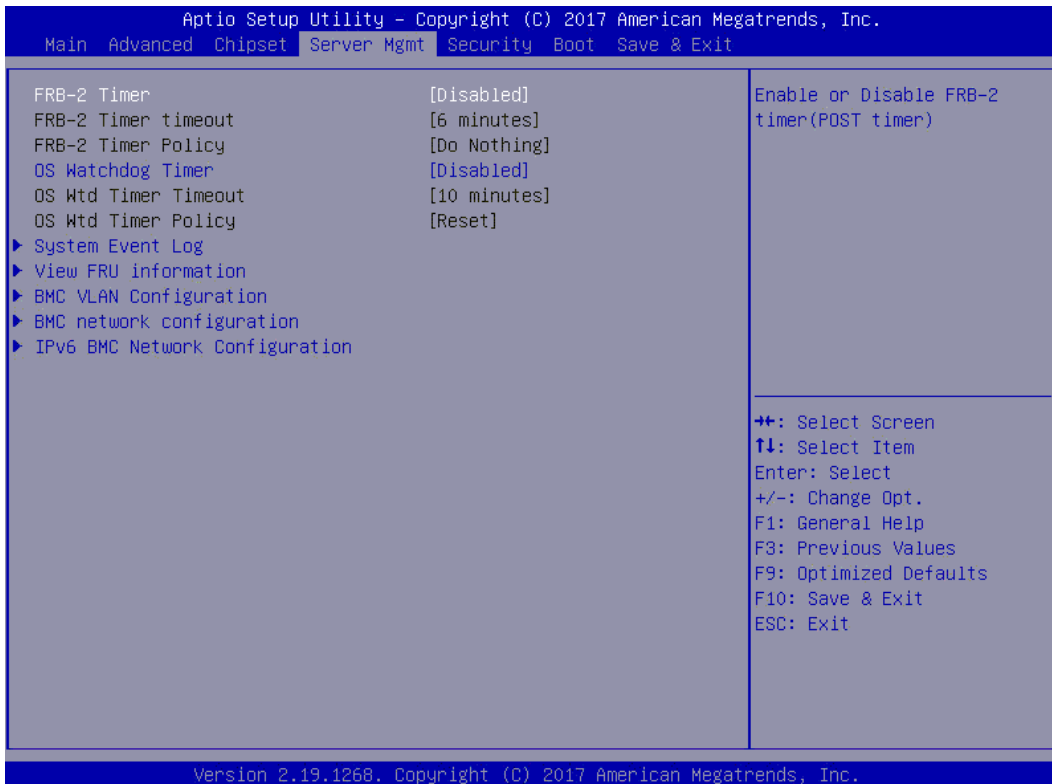 Aptio Setup Utility – Copyright (C) 2017 American Megatrends, Inc.
Main Advanced Chipset Server Mgmt Security Boot Save & Exit
FRB-2 Timer [Disabled]
FRB-2 Timer timeout [6 minutes]
FRB-2 Timer Policy [Do Nothing]
OS Watchdog Timer [Disabled]
OS Wtd Timer Timeout [10 minutes]
OS Wtd Timer Policy [Reset]
System Event Log
View FRU information
BMC VLAN Configuration
BMC network configuration
IPv6 BMC Network Configuration
Enable or Disable FRB-2
timer(POST timer)
→←: Select Screen
↑↓: Select Item
Enter: Select
+/-: Change Opt.
F1: General Help
F3: Previous Values
F9: Optimized Defaults
F10: Save & Exit
ESC: Exit
Version 2.19.1268. Copyright (C) 2017 American Megatrends, Inc.